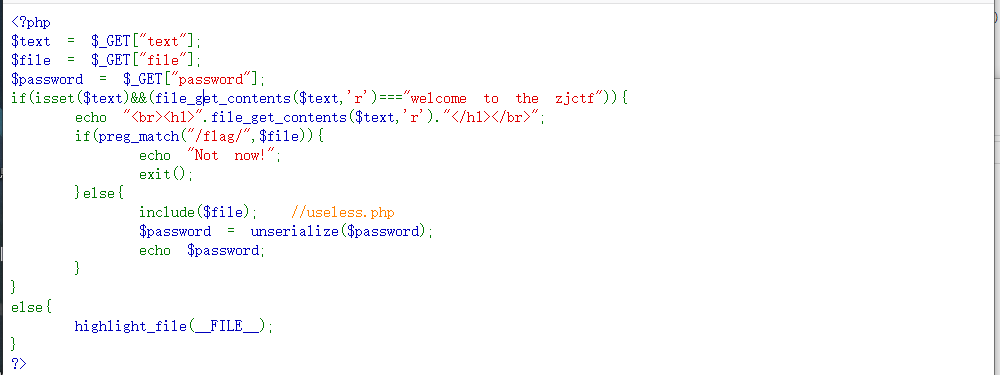 <?php
$text = $_GET["text"];
$file = $_GET["file"];
$password = $_GET["password"];
if(isset($text)&&(file_get_contents($text,'r')==="welcome to the zjctf")){
echo "<br><h1>".file_get_contents($text,'r')."</h1></br>";
if(preg_match("/flag/",$file)){
echo "Not now!";
exit();
}else{
include($file); //useless.php
$password = unserialize($password);
echo $password;
}
}
else{
highlight_file(__FILE__);
}
?>